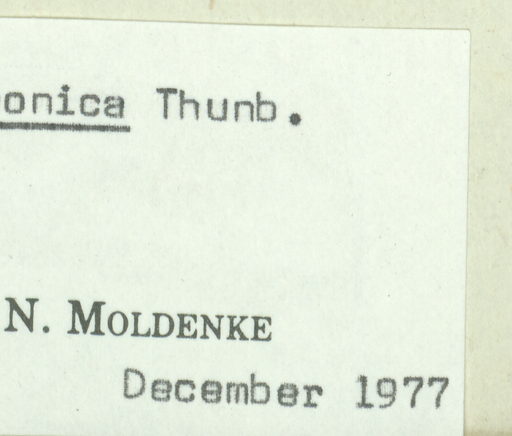 onica Thunb.
N. MOLDENKE
December 1977